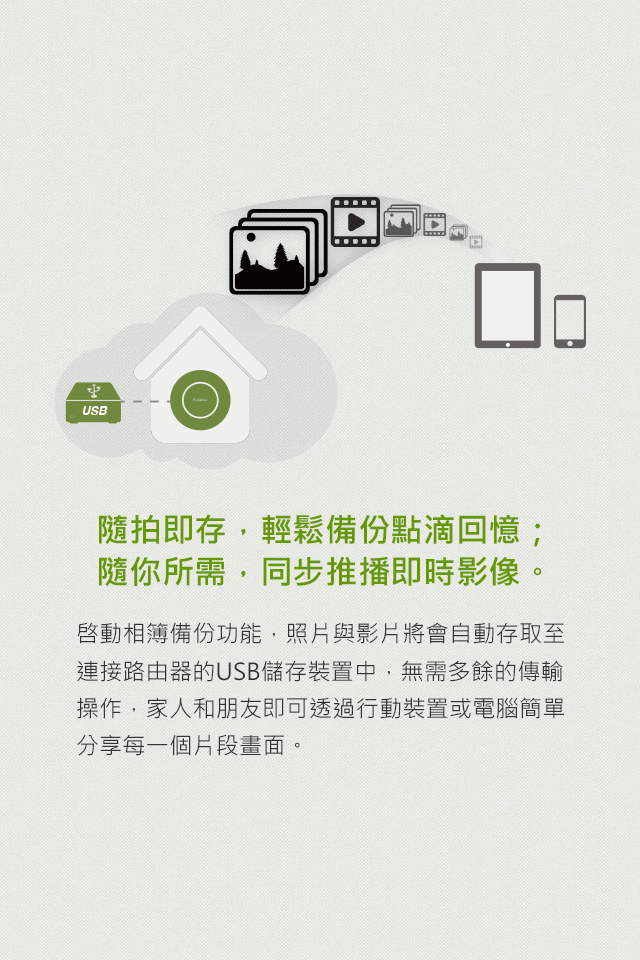 USB
隨拍即存，輕鬆備份點滴回憶；
隨你所需，同步推播即時影像。
啓動相簿備份功能，照片與影片將會自動存取至
連接路由器的USB儲存裝置中，無需多餘的傳輸
操作，家人和朋友即可透過行動裝置或電腦簡單
分享每一個片段畫面。